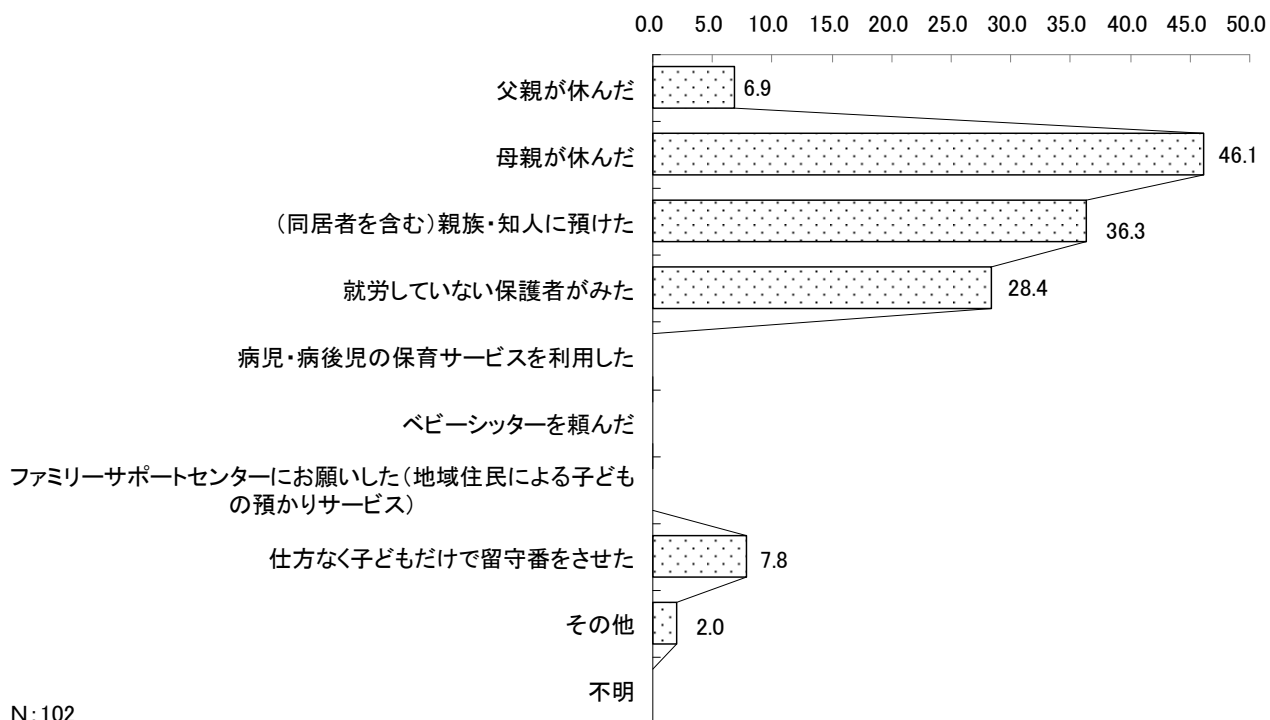 0.0 5.0 10.0 15.0 20.0 25.0 30.0 35.0 40.0 45.0 50.0
父親が休んだ 6.9
母親が休んだ 46.1
(同居者を含む)親族・知人に預けた 36.3
就労していない保護者がみた 28.4
病児・病後児の保育サービスを利用した
ベビーシッターを頼んだ
ファミリーサポートセンターにお願いした(地域住民による子ども
の預かりサービス)
仕方なく子どもだけで留守番をさせた 7.8
その他 2.0
不明
N:102